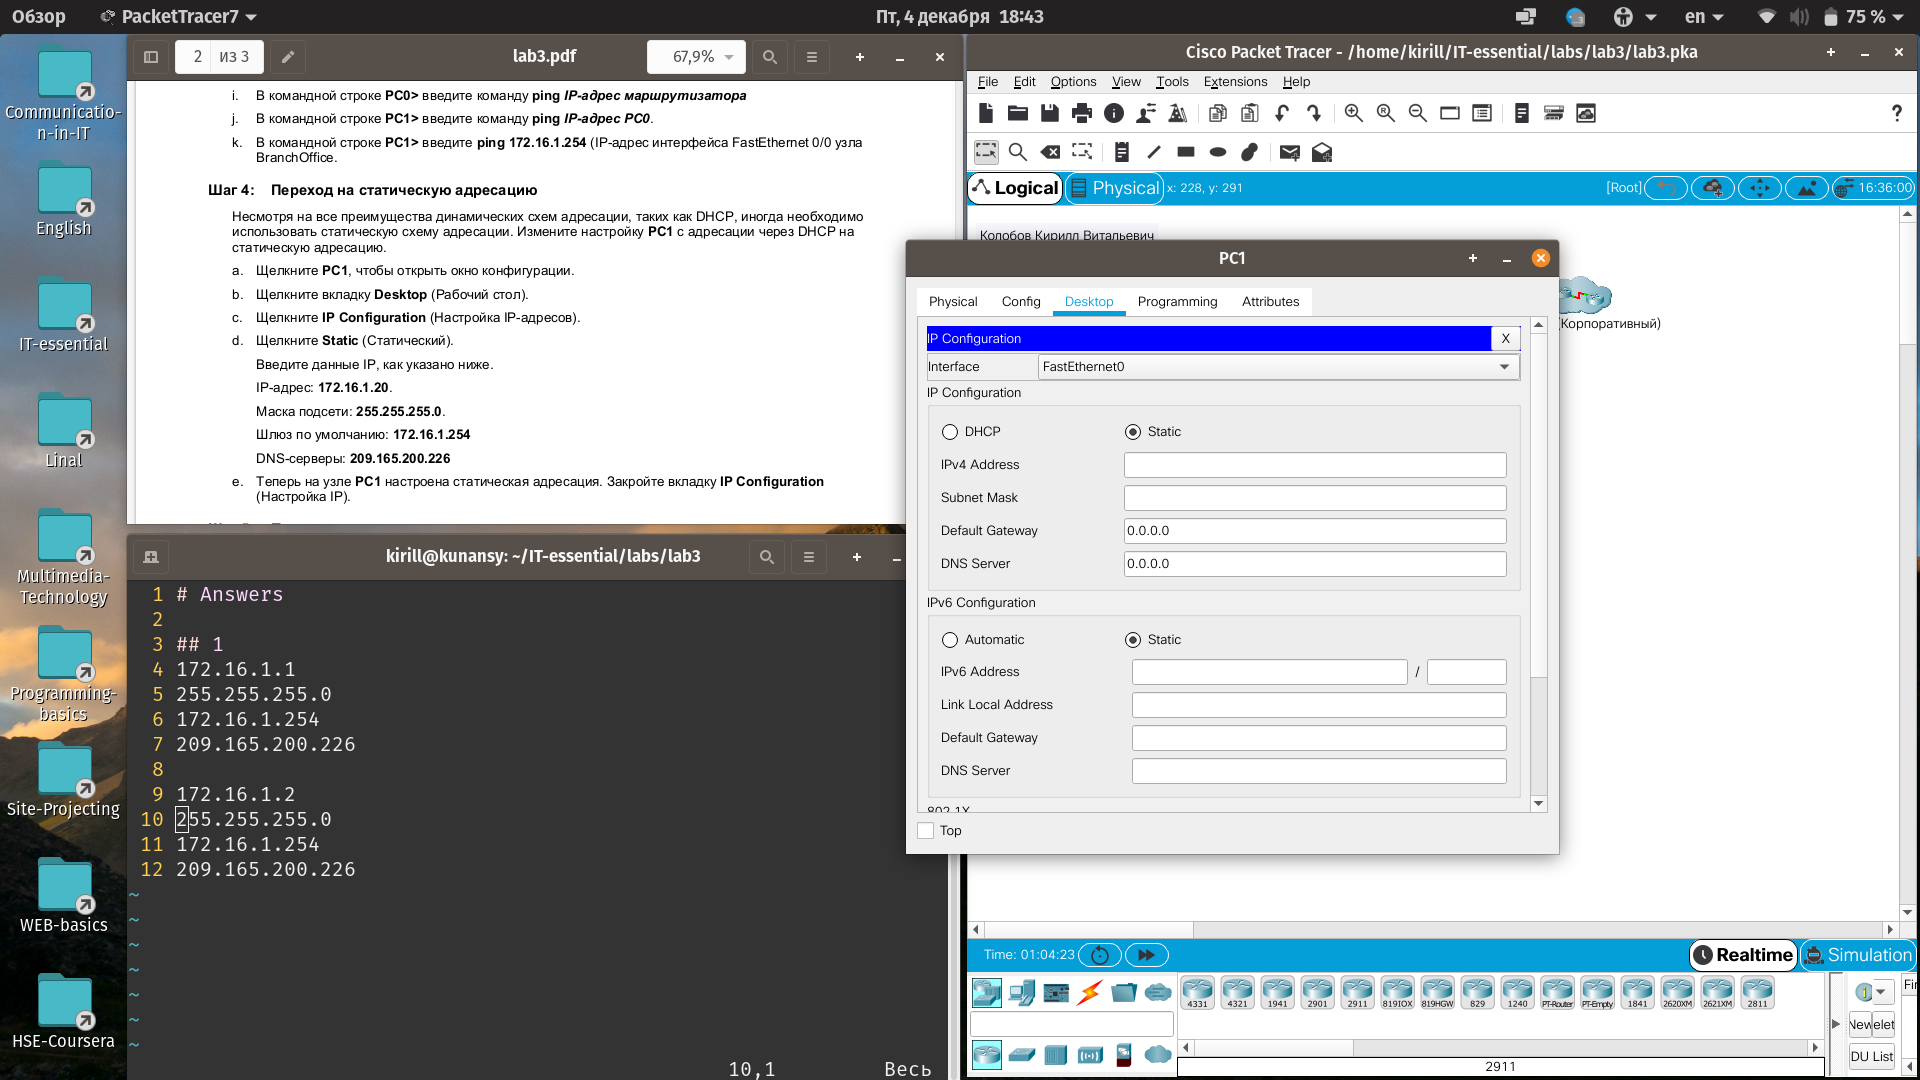 Обзор
PacketTracer7
Пт, 4 декабря 18:43
en
75 %
Communicatio-
n-in-IT
English
IT-essential
Linal
Multimedia-
Technology
Programming-
basics
Site-Projecting
WEB-basics
HSE-Coursera
2 из 3
lab3.pdf
67,9%
i. В командной строке PC0> введите команду ping IP-адрес маршрутизатора
j. В командной строке PC1> введите команду ping IP-адрес PC0.
k. В командной строке PC1> введите ping 172.16.1.254 (IP-адрес интерфейса FastEthernet 0/0 узла
BranchOffice.
Шаг 4: Переход на статическую адресацию
Несмотря на все преимущества динамических схем адресации, таких как DHCP, иногда необходимо
использовать статическую схему адресации. Измените настройку PC1 с адресации через DHCP на
статическую адресацию.
a. Щелкните PC1, чтобы открыть окно конфигурации.
b. Щелкните вкладку Desktop (Рабочий стол).
c. Щелкните IP Configuration (Настройка IP-адресов).
d. Щелкните Static (Статический).
Введите данные IP, как указано ниже.
IP-адрес: 172.16.1.20.
Маска подсети: 255.255.255.0.
Шлюз по умолчанию: 172.16.1.254
DNS-серверы: 209.165.200.226
e. Теперь на узле PC1 настроена статическая адресация. Закройте вкладку IP Configuration
(Настройка IP).
kirill@kunansy: ~/IT-essential/labs/lab3
1 # Answers
2
3 ## 1
4 172.16.1.1
5 255.255.255.0
6 172.16.1.254
7 209.165.200.226
8
9 172.16.1.2
10 255.255.255.0
11 172.16.1.254
12 209.165.200.226
~
~
~
~
~
~
~
10,1 Весь
Cisco Packet Tracer - /home/kirill/IT-essential/labs/lab3/lab3.pka
File Edit Options View Tools Extensions Help
Logical
Physical
x: 228, y: 291
[Root]
16:36:00
Колобов Кирилл Витальевич
(Корпоративный)
PC1
Physical Config Desktop Programming Attributes
IP Configuration
X
Interface
FastEthernet0
IP Configuration
DHCP
Static
IPv4 Address
Subnet Mask
Default Gateway
0.0.0.0
DNS Server
0.0.0.0
IPv6 Configuration
Automatic
Static
IPv6 Address
/
Link Local Address
Default Gateway
DNS Server
802.1X
Top
Time: 01:04:23
Realtime
Simulation
4331 4321 1941 2901 2911 819IOX 819HGW 829 1240 PT-Router PT-Empty 1841 2620XM 2621XM 2811
2911
Fir
New
elet
DU List